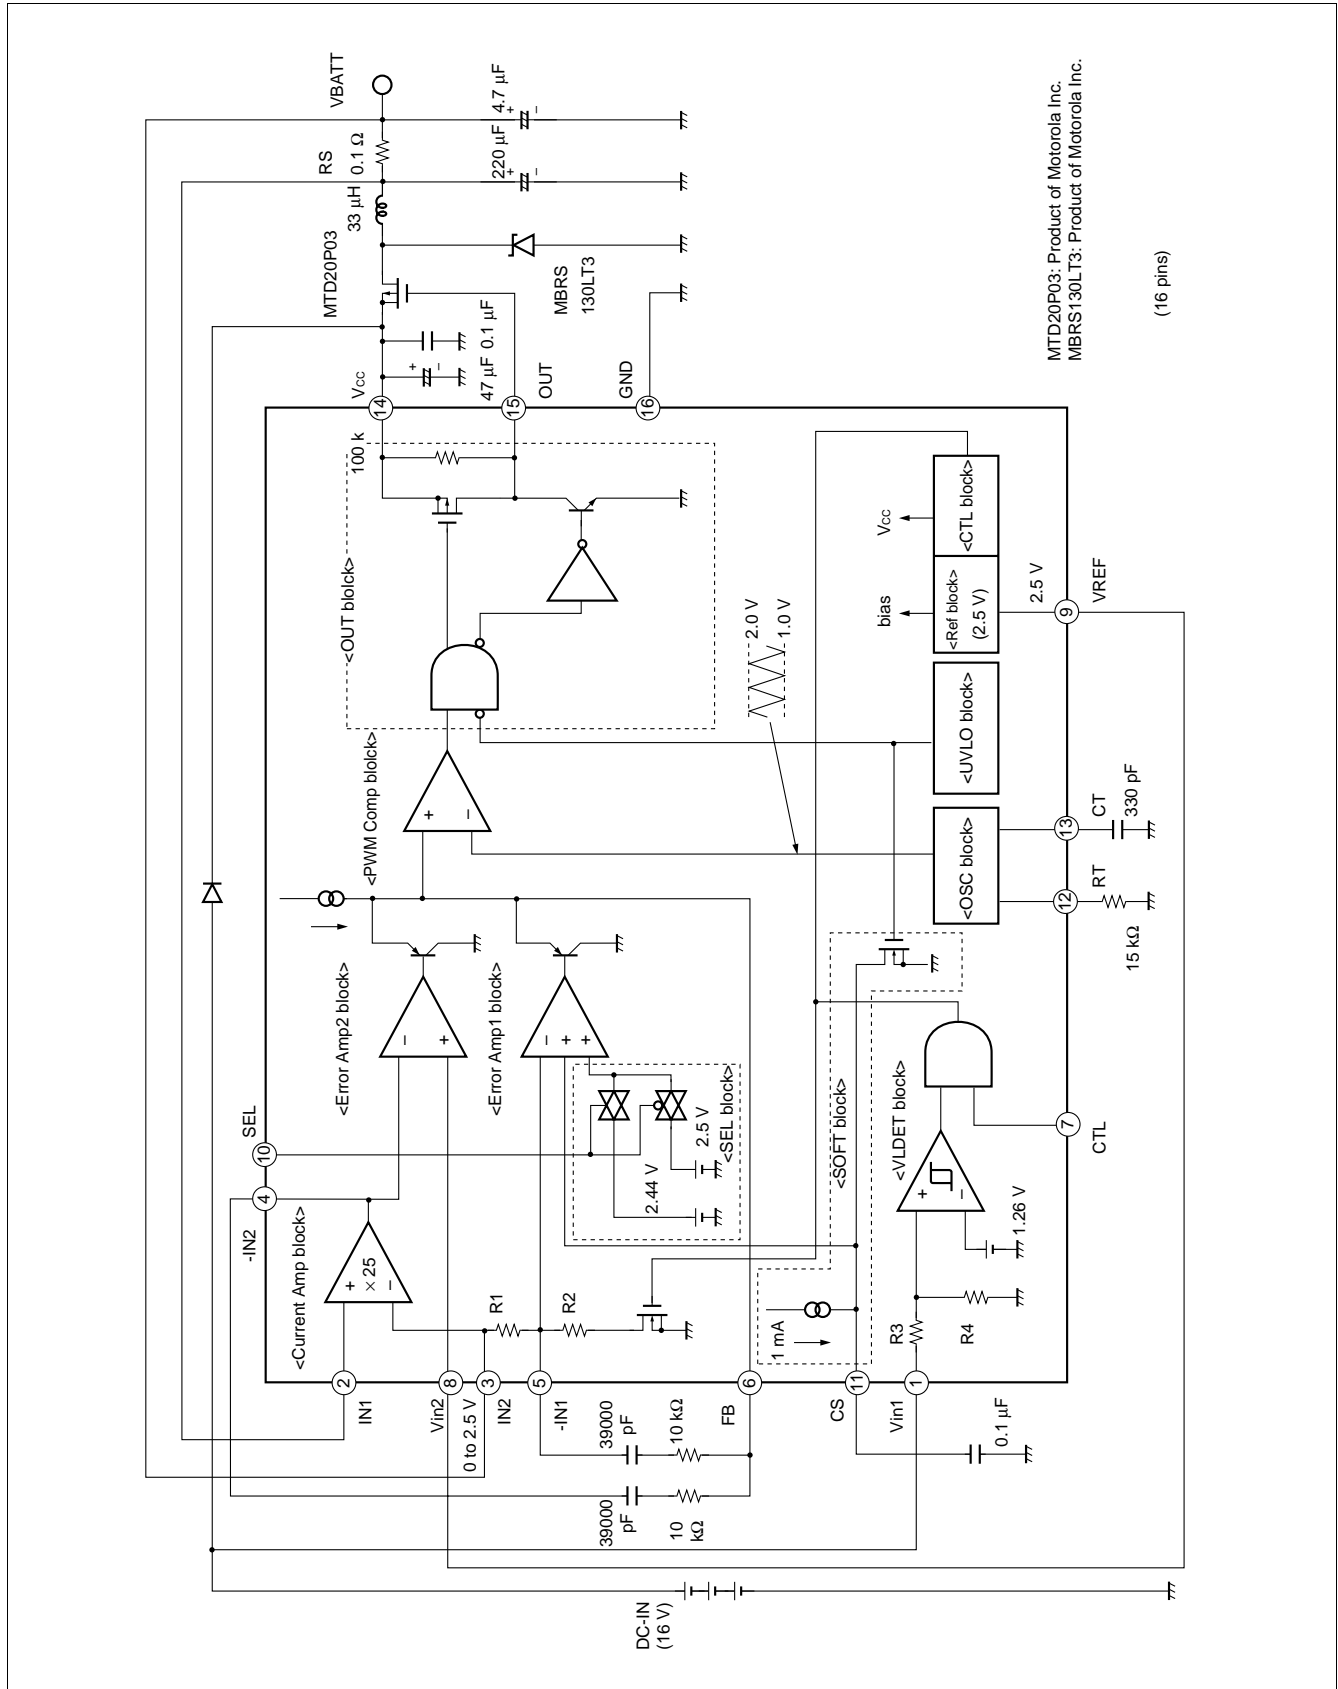 VBATT
RS
0.1 Ω
4.7 µF
+
−
220 µF
+
−
33 µH
MTD20P03
MBRS
130LT3
0.1 µF
47 µF
+
−
VCC
14
OUT
15
GND
16
MTD20P03: Product of Motorola Inc.
MBRS130LT3: Product of Motorola Inc.
(16 pins)
100 k
<OUT blolck>
<PWM Comp blolck>
+
−
2.0 V
1.0 V
VCC
<CTL block>
bias
<Ref block>
(2.5 V)
2.5 V
9
VREF
<UVLO block>
<OSC block>
13
CT
330 pF
12
RT
15 kΩ
<Error Amp2 block>
−
+
<Error Amp1 block>
−
+
+
SEL
10
4
-IN2
2.44 V
2.5 V
<SEL block>
<SOFT block>
<VLDET block>
+
−
1.26 V
7
CTL
<Current Amp block>
+
× 25
−
R1
R2
1 mA
R3
R4
2
IN1
8
Vin2
0 to 2.5 V
3
IN2
5
-IN1
6
FB
11
CS
1
Vin1
39000
pF
10 kΩ
39000
pF
10
kΩ
0.1 µF
DC-IN
(16 V)